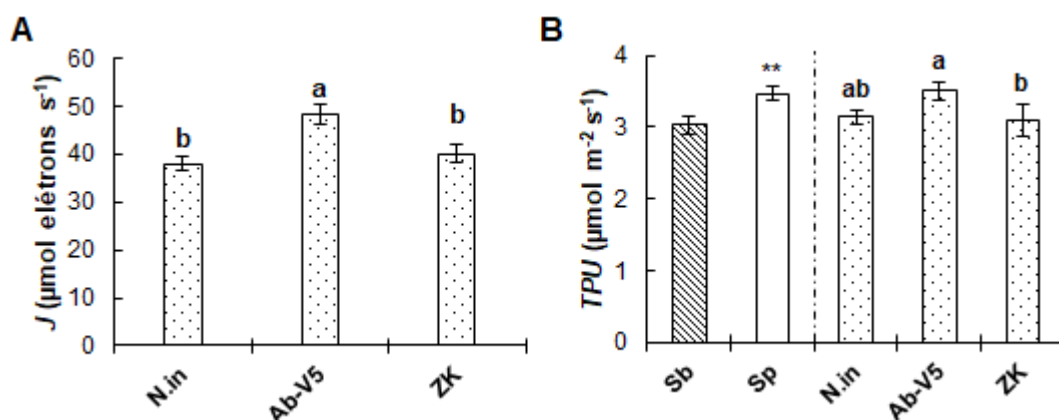 A
J (µmol elétrons s-1)
60
50
40
30
20
10
0
b
a
b
N.in
Ab-V5
ZK
B
TPU (µmol m-2 s-1)
4
3
2
1
0
**
ab
a
b
Sb
Sp
N.in
Ab-V5
ZK